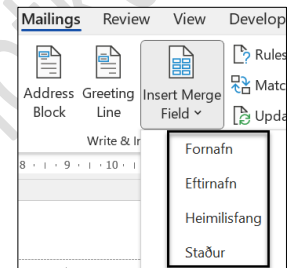 Mailings Review View Develop
Address Block
Greeting Line
Insert Merge Field
Rules
Matc
Upda
Write & In
8 · 9 · 10
Fornafn
Eftirnafn
Heimilisfang
Staður